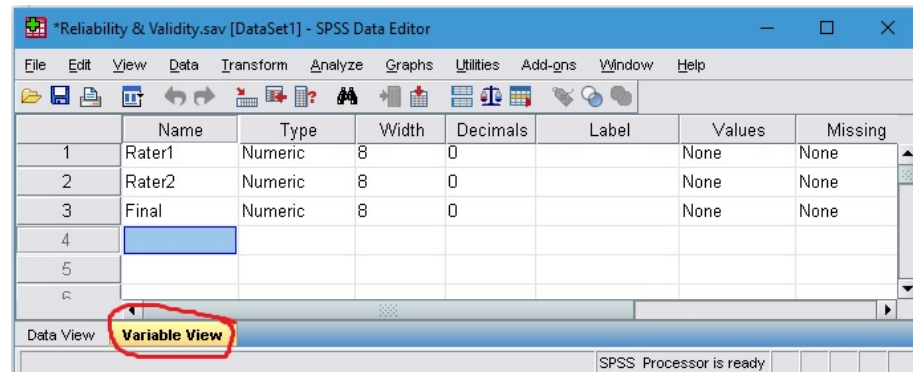 *Reliability & Validity.sav [DataSet1] - SPSS Data Editor
File Edit View Data Transform Analyze Graphs Utilities Add-ons Window Help
Name Type Width Decimals Label Values Missing
1 Rater1 Numeric 8 0 None None
2 Rater2 Numeric 8 0 None None
3 Final Numeric 8 0 None None
4
5
6
Data View Variable View
SPSS Processor is ready